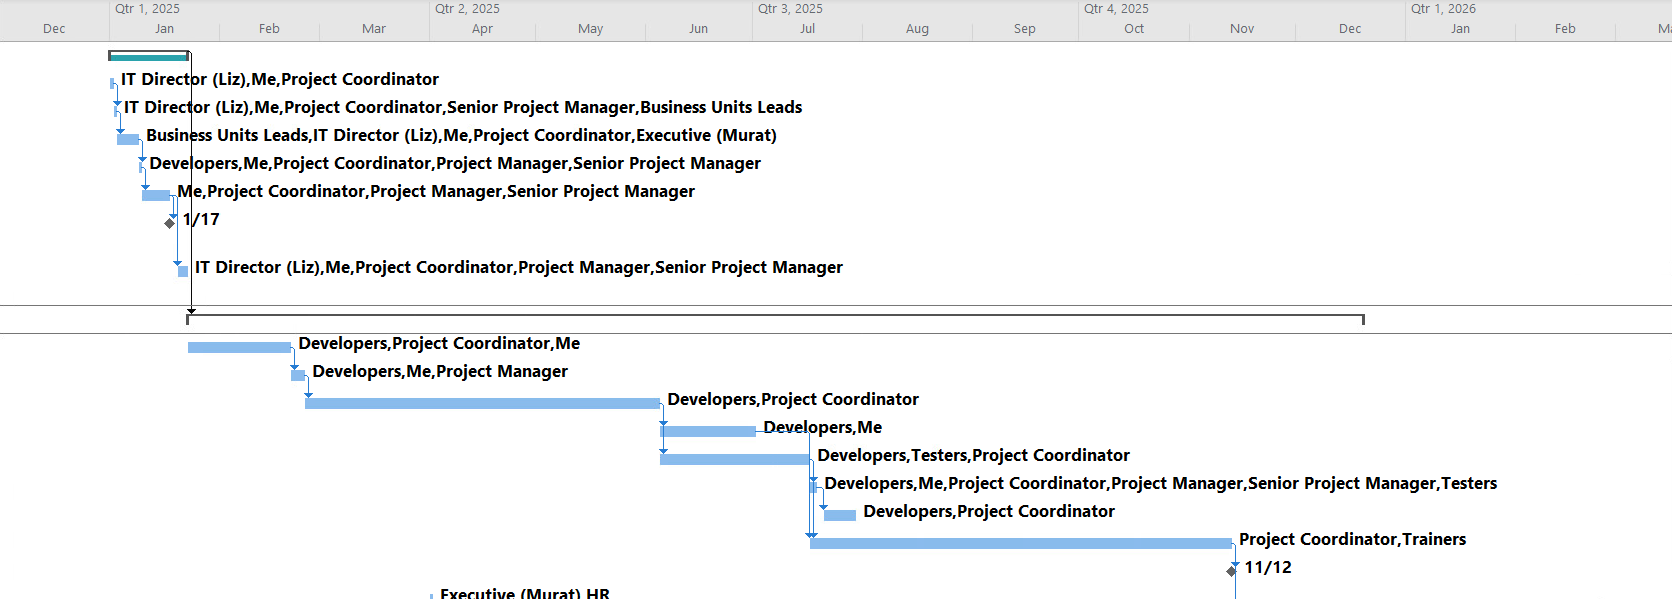 Qtr 1, 2025 Qtr 2, 2025 Qtr 3, 2025 Qtr 4, 2025 Qtr 1, 2026
Dec Jan Feb Mar Apr May Jun Jul Aug Sep Oct Nov Dec Jan Feb
IT Director (Liz),Me,Project Coordinator
IT Director (Liz),Me,Project Coordinator,Senior Project Manager,Business Units Leads
Business Units Leads,IT Director (Liz),Me,Project Coordinator,Executive (Murat)
Developers,Me,Project Coordinator,Project Manager,Senior Project Manager
Me,Project Coordinator,Project Manager,Senior Project Manager
1/17
IT Director (Liz),Me,Project Coordinator,Project Manager,Senior Project Manager
Developers,Project Coordinator,Me
Developers,Me,Project Manager
Developers,Project Coordinator
Developers,Me
Developers,Testers,Project Coordinator
Developers,Me,Project Coordinator,Project Manager,Senior Project Manager,Testers
Developers,Project Coordinator
Project Coordinator,Trainers
11/12
Executive (Murat) HR